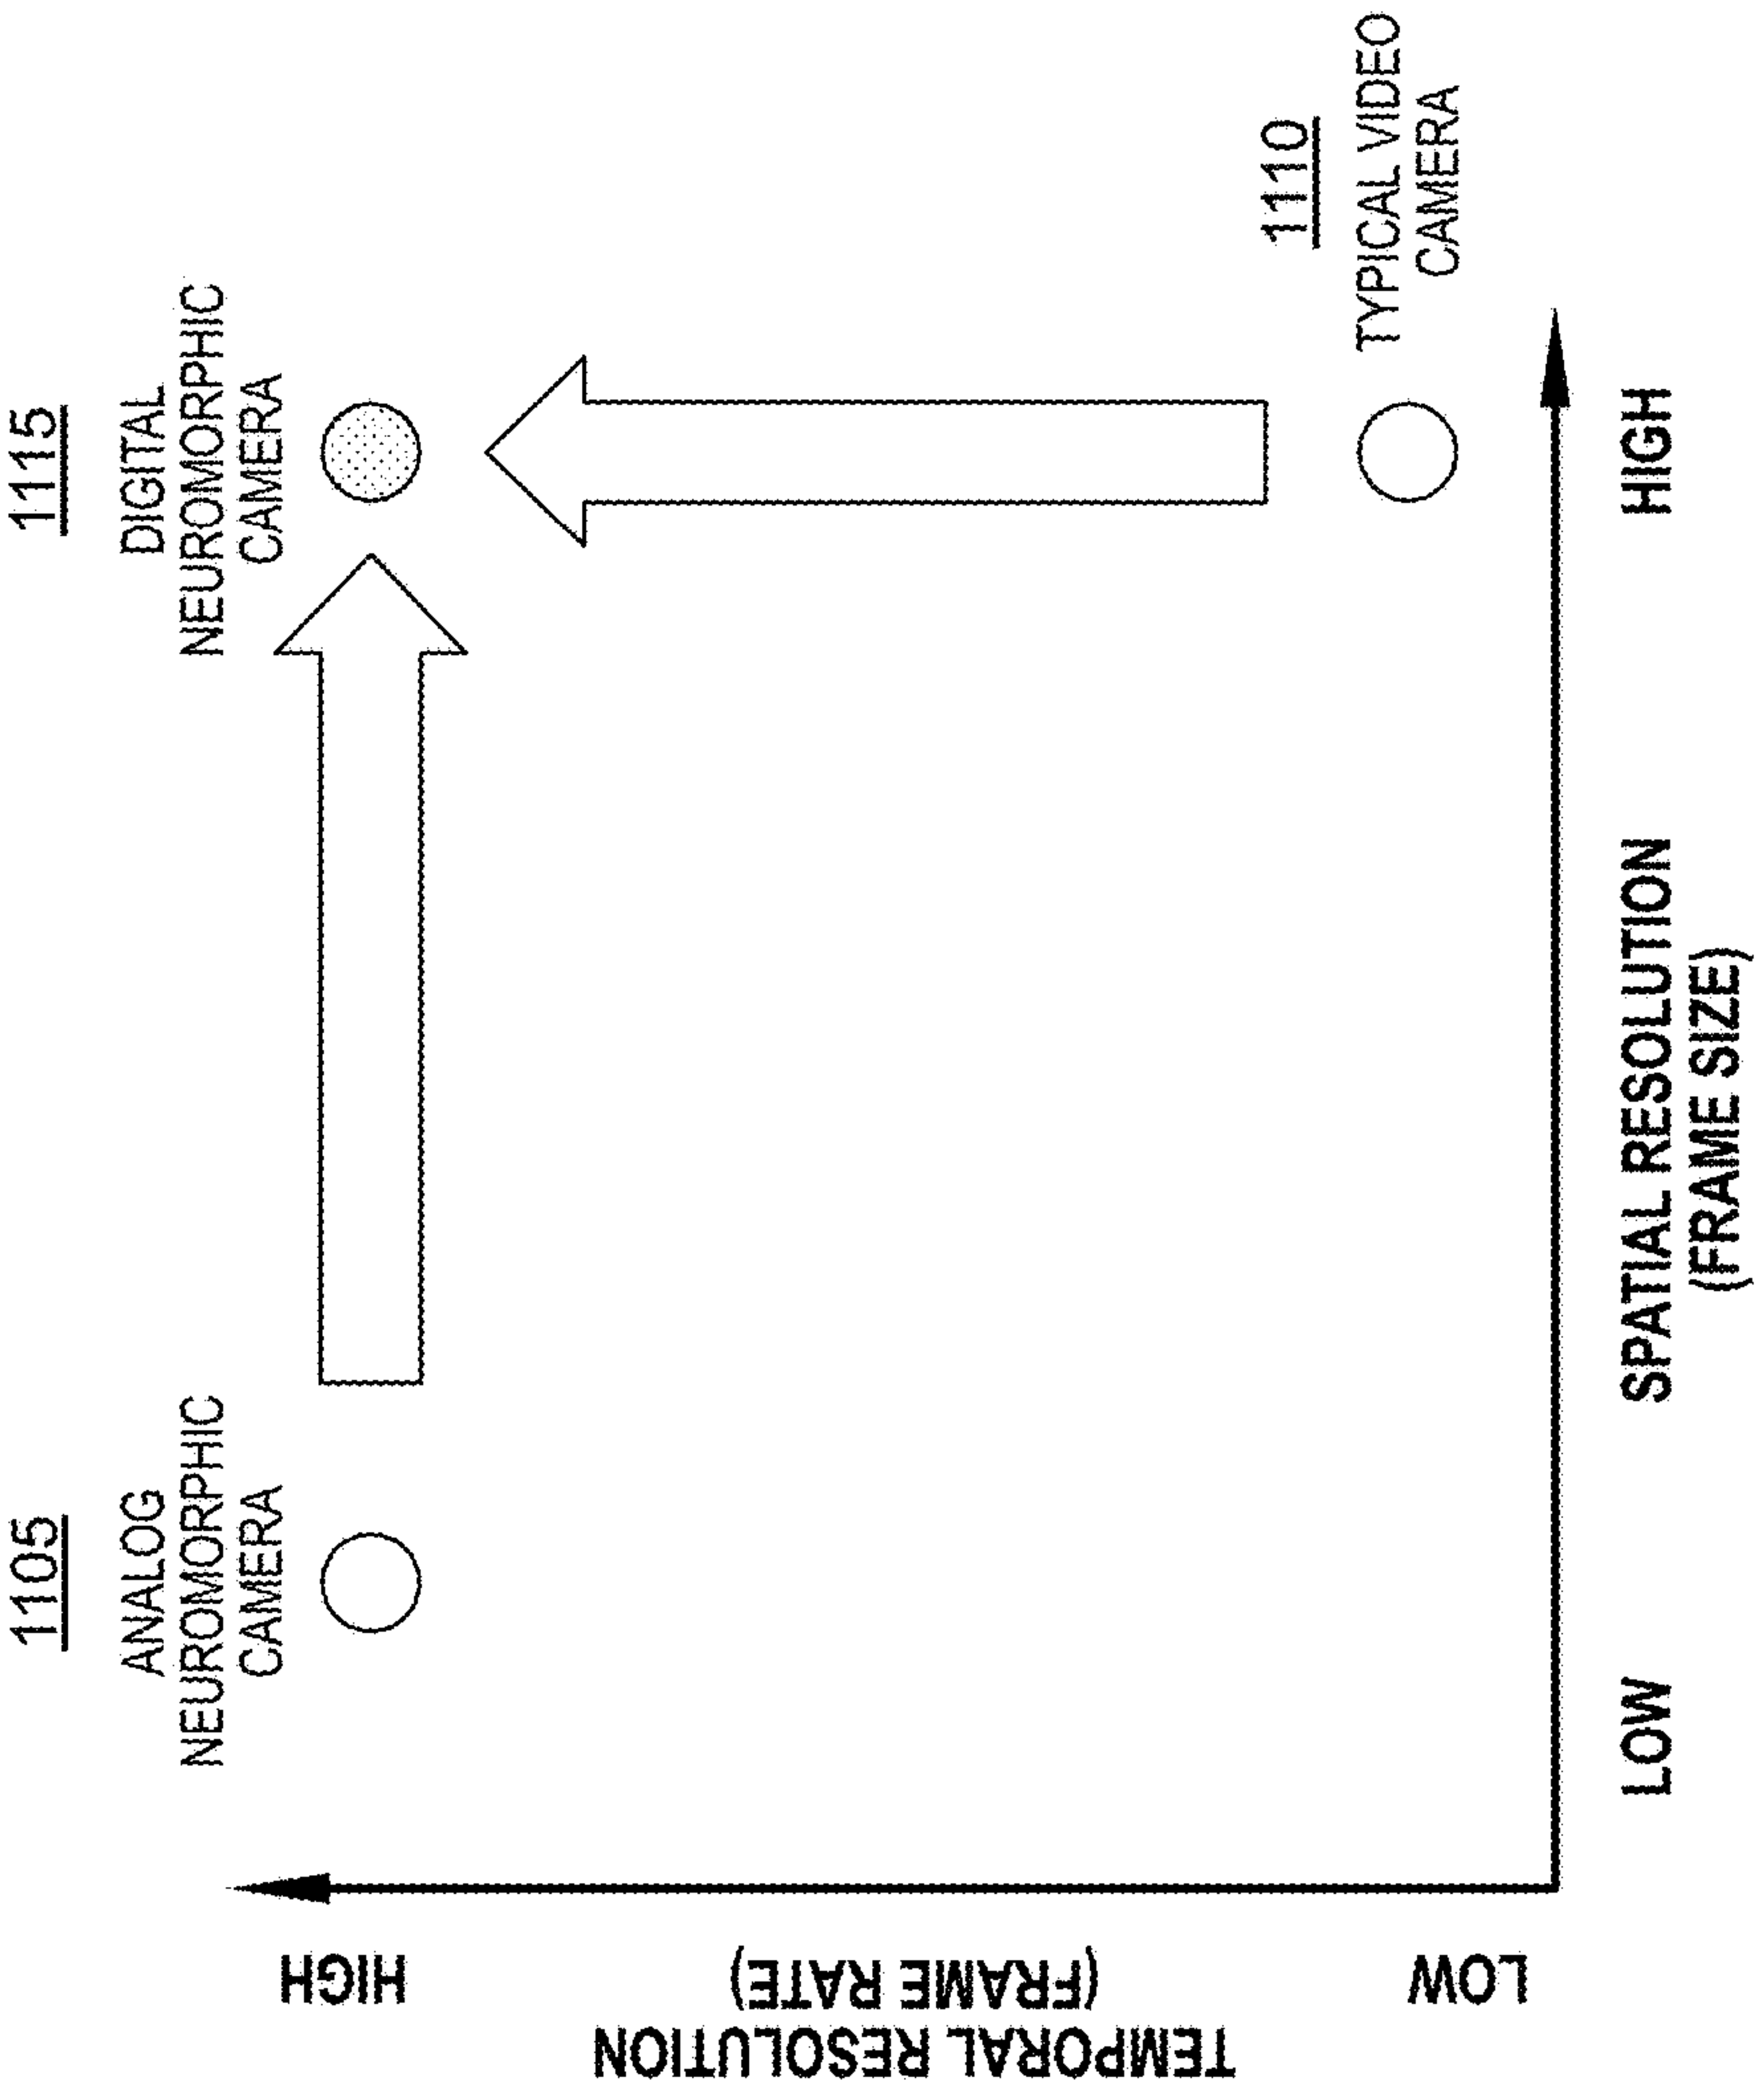 1105
ANALOG
NEUROMORPHIC
CAMERA
1115
DIGITAL
NEUROMORPHIC
CAMERA
1110
TYPICAL VIDEO
CAMERA
TEMPORAL RESOLUTION
(FRAME RATE)
HIGH
LOW
LOW
HIGH
SPATIAL RESOLUTION
(FRAME SIZE)